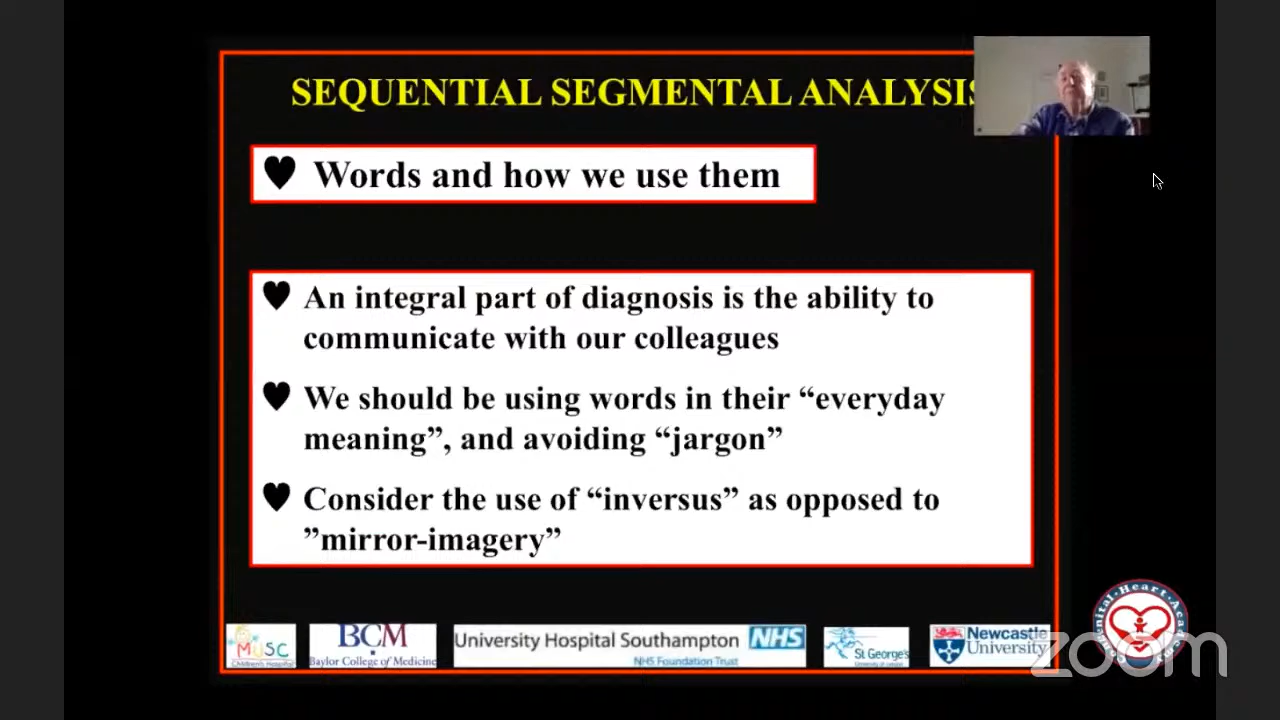 SEQUENTIAL SEGMENTAL ANALYSIS
♥ Words and how we use them
♥ An integral part of diagnosis is the ability to
communicate with our colleagues
♥ We should be using words in their “everyday
meaning”, and avoiding “jargon”
♥ Consider the use of “inversus” as opposed to
”mirror-imagery”
MUSC
Children's Hospital
BCM
Baylor College of Medicine
University Hospital Southampton NHS
NHS Foundation Trust
St George's
University of London
Newcastle
University
zoom